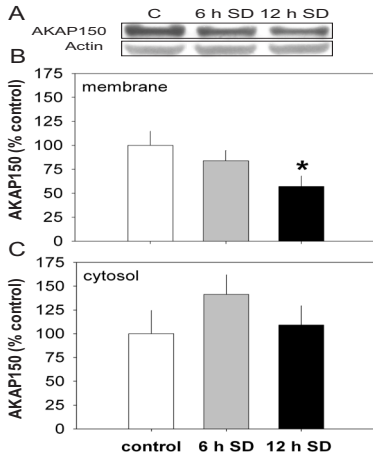 A
C 6 h SD 12 h SD
AKAP150
Actin
B
AKAP150 (% control)
175
150
125
100
75
50
25
0
membrane
*
C
AKAP150 (% control)
175
150
125
100
75
50
25
0
cytosol
control 6 h SD 12 h SD